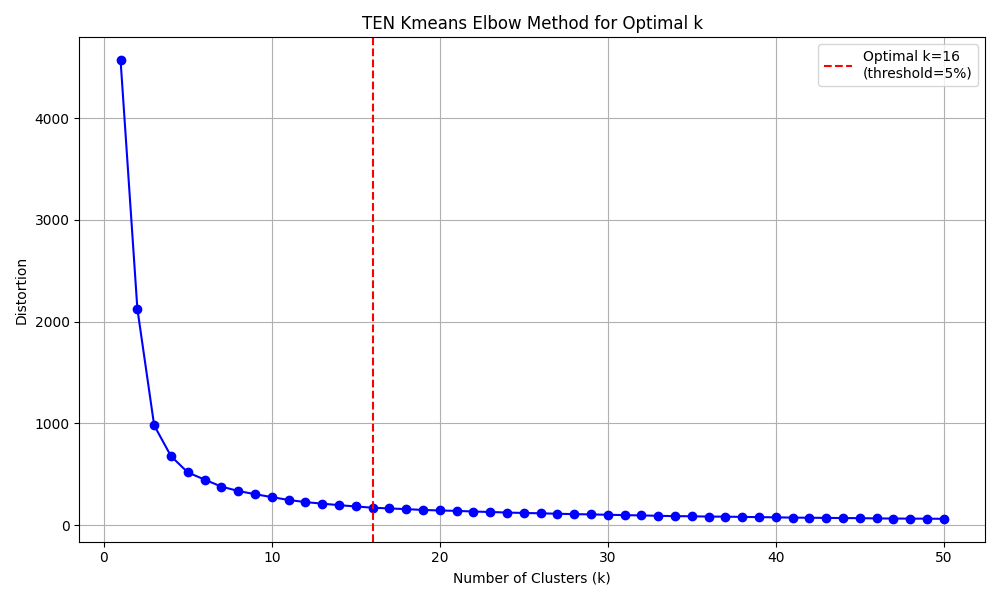 TEN Kmeans Elbow Method for Optimal k
Optimal k=16
(threshold=5%)
Distortion
4000
3000
2000
1000
0
0 10 20 30 40 50
Number of Clusters (k)